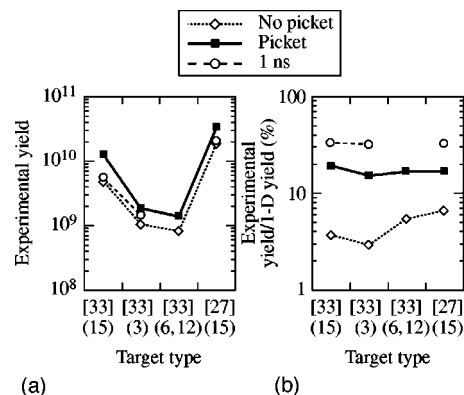 No picket
Picket
1 ns
Experimental yield
10^11
10^10
10^9
10^8
[33] [33] [33] [27]
(15) (3) (6, 12) (15)
Target type
(a)
Experimental
yield/1-D yield (%)
100
10
1
[33] [33] [33] [27]
(15) (3) (6, 12) (15)
Target type
(b)